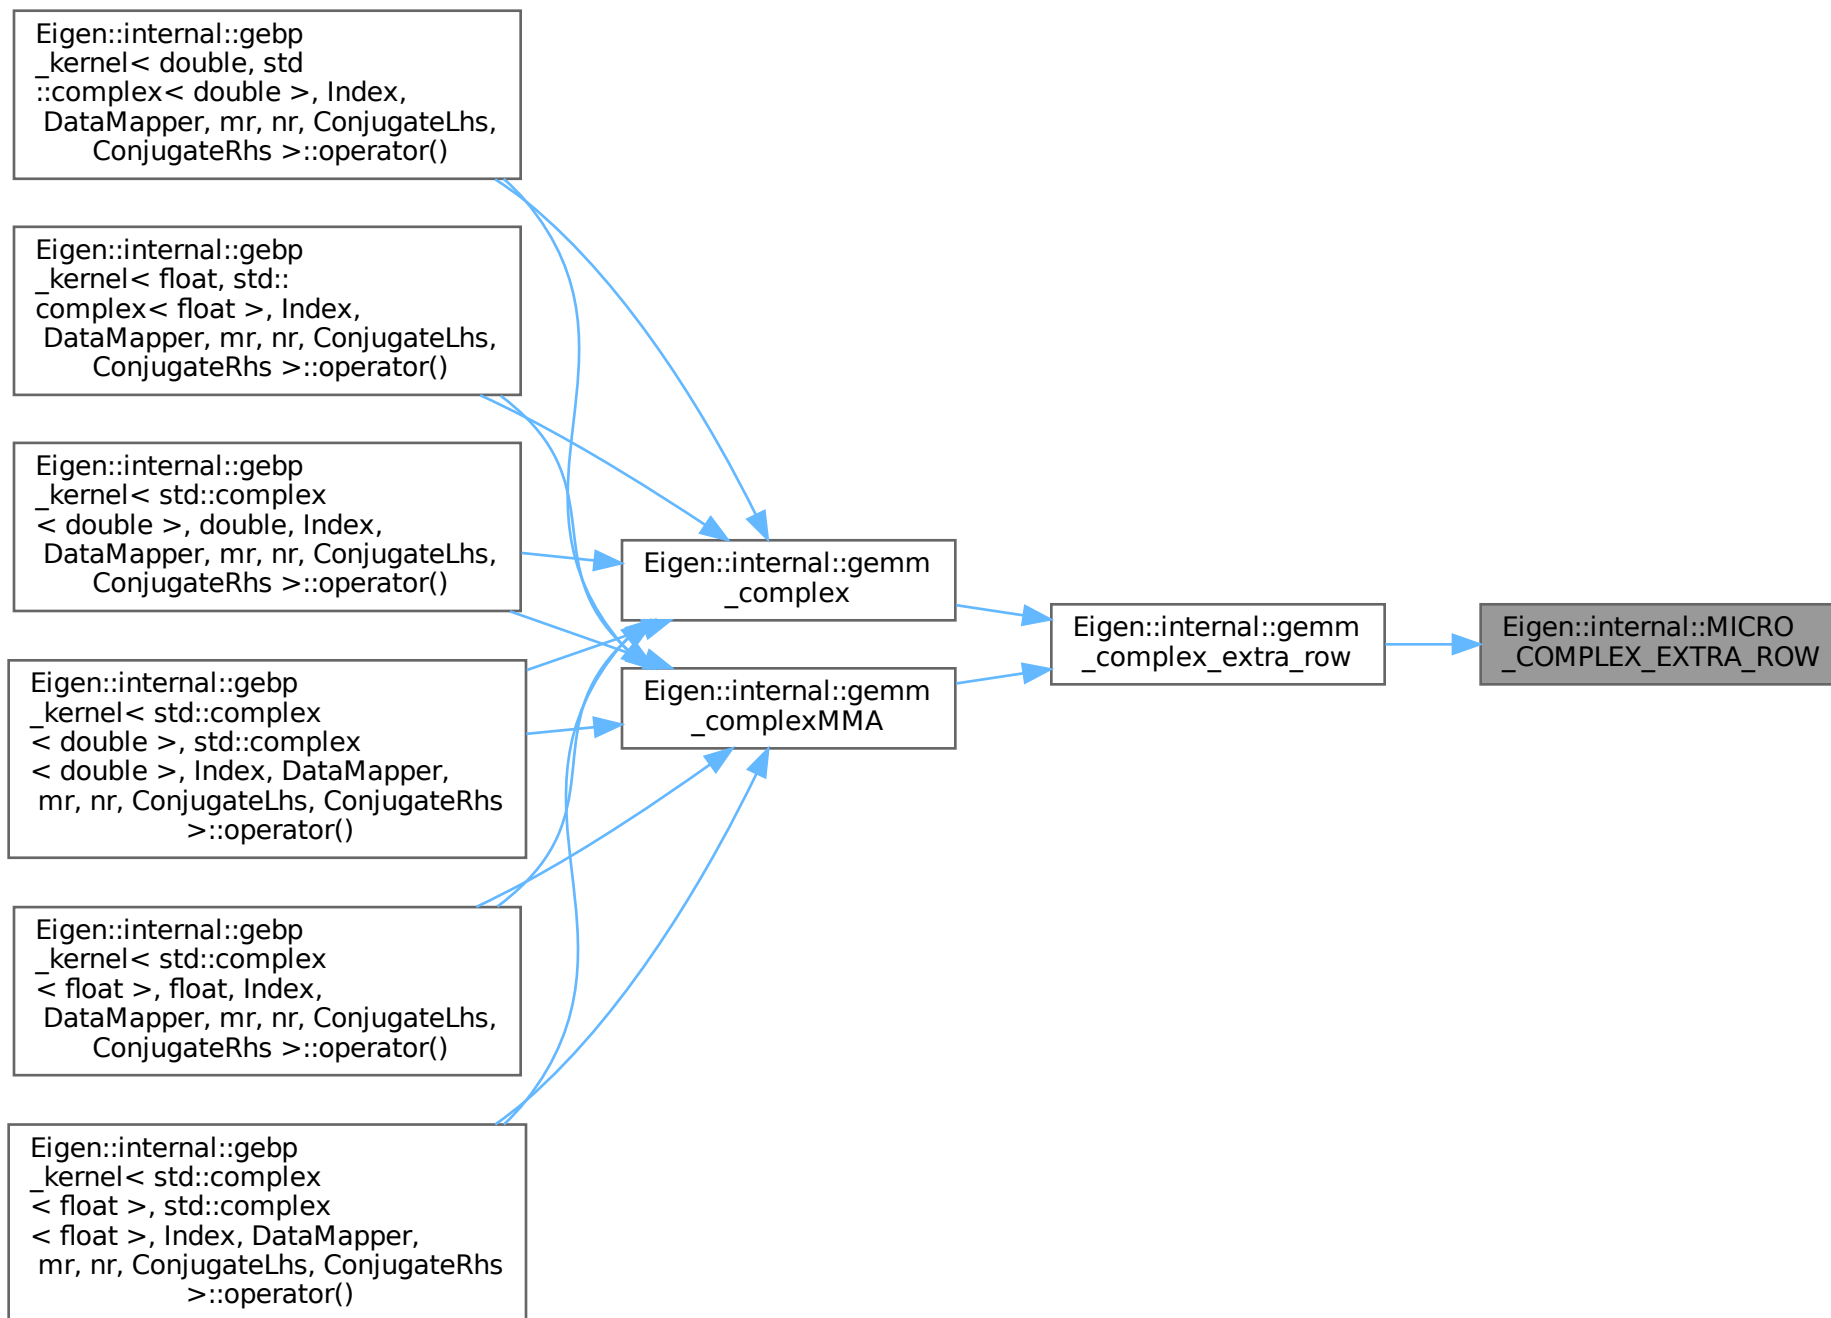 Eigen::internal::gebp
_kernel< double, std
::complex< double >, Index,
DataMapper, mr, nr, ConjugateLhs,
ConjugateRhs >::operator()
Eigen::internal::gebp
_kernel< float, std::
complex< float >, Index,
DataMapper, mr, nr, ConjugateLhs,
ConjugateRhs >::operator()
Eigen::internal::gebp
_kernel< std::complex
< double >, double, Index,
DataMapper, mr, nr, ConjugateLhs,
ConjugateRhs >::operator()
Eigen::internal::gebp
_kernel< std::complex
< double >, std::complex
< double >, Index, DataMapper,
mr, nr, ConjugateLhs, ConjugateRhs
>::operator()
Eigen::internal::gebp
_kernel< std::complex
< float >, float, Index,
DataMapper, mr, nr, ConjugateLhs,
ConjugateRhs >::operator()
Eigen::internal::gebp
_kernel< std::complex
< float >, std::complex
< float >, Index, DataMapper,
mr, nr, ConjugateLhs, ConjugateRhs
>::operator()
Eigen::internal::gemm
_complex
Eigen::internal::gemm
_complexMMA
Eigen::internal::gemm
_complex_extra_row
Eigen::internal::MICRO
_COMPLEX_EXTRA_ROW